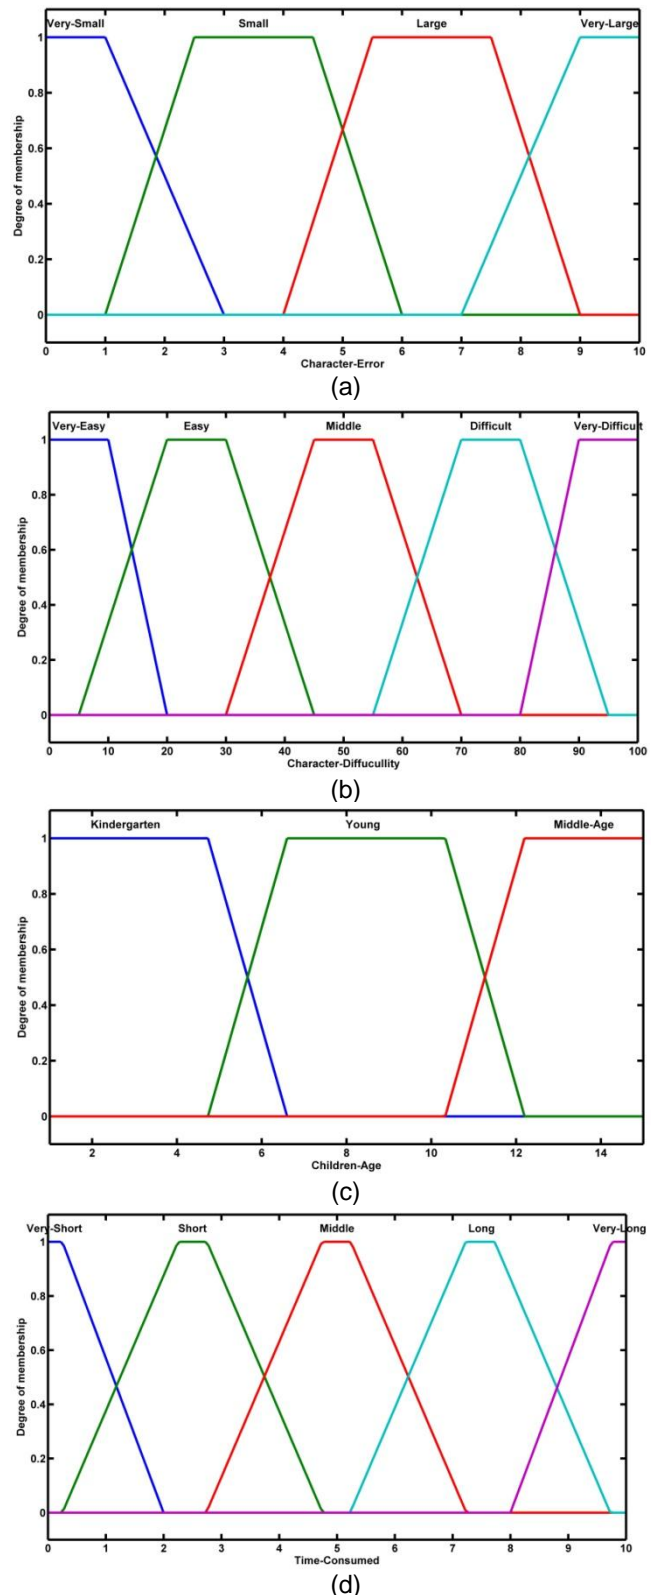 Very-Small Small Large Very-Large
1
0.8
0.6
0.4
0.2
0
Degree of membership
0 1 2 3 4 5 6 7 8 9 10
Character-Error
(a)
Very-Easy Easy Middle Difficult Very-Difficult
1
0.8
0.6
0.4
0.2
0
Degree of membership
0 10 20 30 40 50 60 70 80 90 100
Character-Diffucullity
(b)
Kindergarten Young Middle-Age
1
0.8
0.6
0.4
0.2
0
Degree of membership
2 4 6 8 10 12 14
Children-Age
(c)
Very-Short Short Middle Long Very-Long
1
0.8
0.6
0.4
0.2
0
Degree of membership
0 1 2 3 4 5 6 7 8 9 10
Time-Consumed
(d)